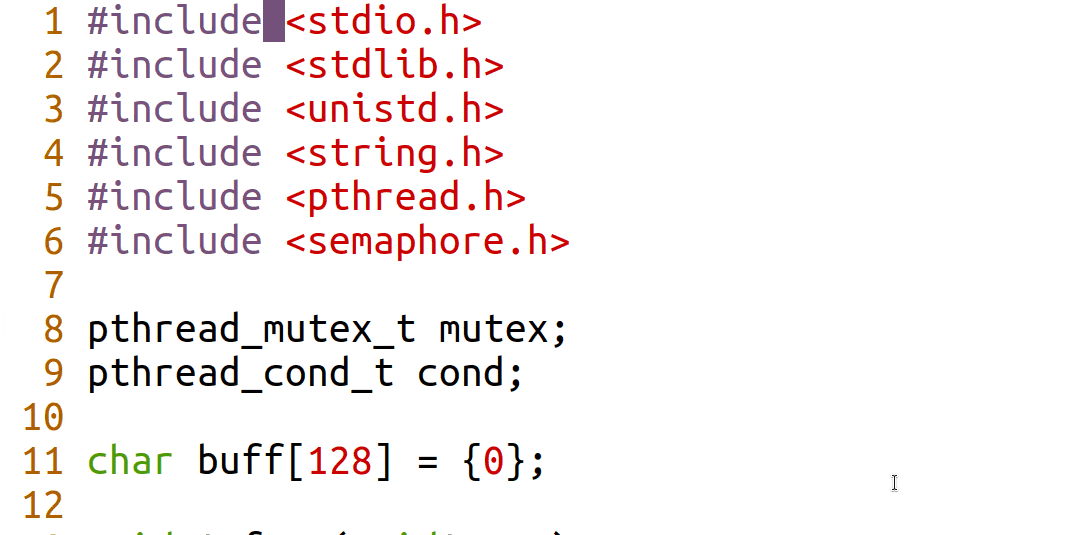 1 #include <stdio.h>
2 #include <stdlib.h>
3 #include <unistd.h>
4 #include <string.h>
5 #include <pthread.h>
6 #include <semaphore.h>
7
8 pthread_mutex_t mutex;
9 pthread_cond_t cond;
10
11 char buff[128] = {0};
12